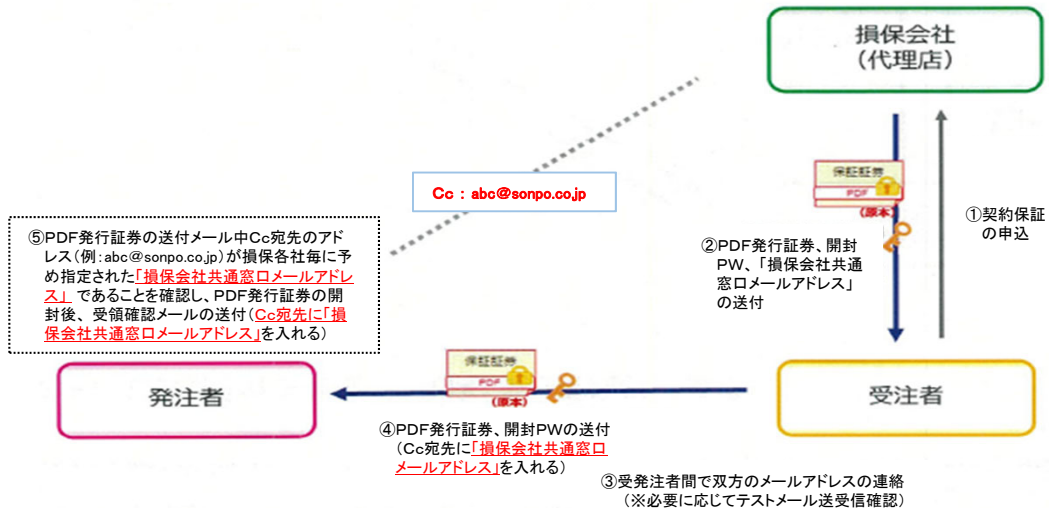 損保会社
（代理店）
Cc：abc@sonpo.co.jp
保証証券
PDF
（原本）
①契約保証
の申込
②PDF発行証券、開封
PW、「損保会社共通
窓口メールアドレス」
の送付
⑤PDF発行証券の送付メール中Cc宛先のアド
レス（例：abc@sonpo.co.jp）が損保各社毎に予
め指定された「損保会社共通窓口メールアドレ
ス」 であることを確認し、PDF発行証券の開
封後、受領確認メールの送付（Cc宛先に「損
保会社共通窓口メールアドレス」を入れる）
発注者
保証証券
PDF
（原本）
受注者
④PDF発行証券、開封PWの送付
（Cc宛先に「損保会社共通窓口
メールアドレス」を入れる）
③受発注者間で双方のメールアドレスの連絡
（※必要に応じてテストメール送受信確認）